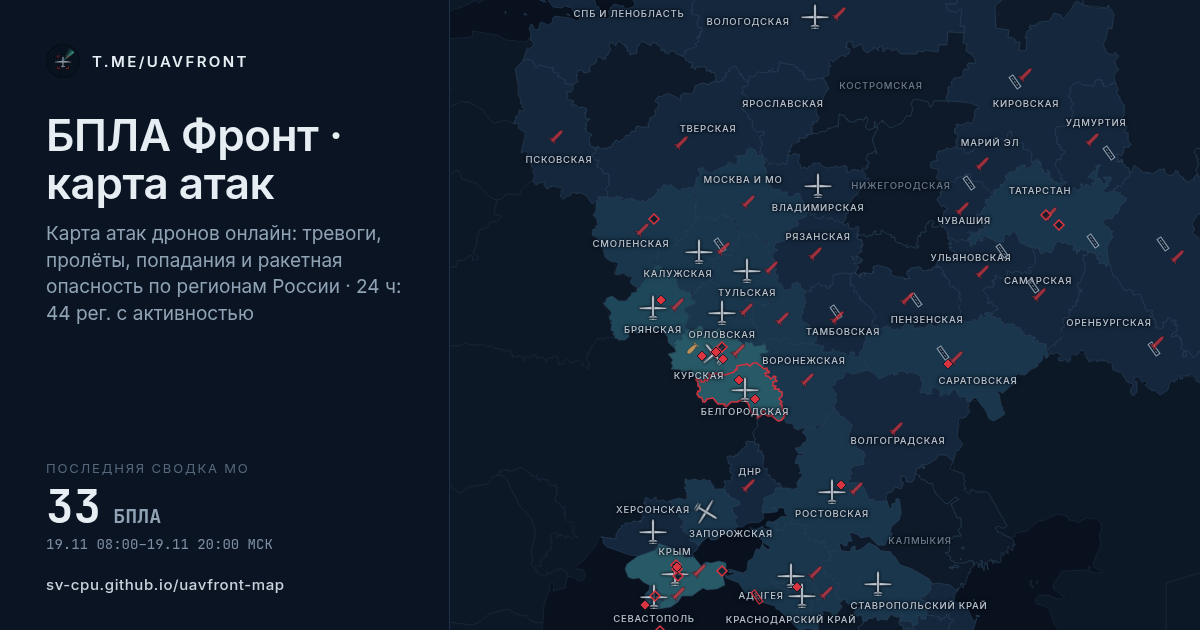 T.ME/UAVFRONT
БПЛА Фронт ·
карта атак
Карта атак дронов онлайн: тревоги,
пролёты, попадания и ракетная
опасность по регионам России · 24 ч:
44 рег. с активностью
ПОСЛЕДНЯЯ СВОДКА МО
33 БПЛА
19.11 08:00–19.11 20:00 МСК
sv-cpu.github.io/uavfront-map
СПБ И ЛЕНОБЛАСТЬ
ВОЛОГОДСКАЯ
КОСТРОМСКАЯ
ЯРОСЛАВСКАЯ
КИРОВСКАЯ
ТВЕРСКАЯ
УДМУРТИЯ
ПСКОВСКАЯ
МАРИЙ ЭЛ
МОСКВА И МО
НИЖЕГОРОДСКАЯ
ТАТАРСТАН
ВЛАДИМИРСКАЯ
ЧУВАШИЯ
СМОЛЕНСКАЯ
РЯЗАНСКАЯ
УЛЬЯНОВСКАЯ
КАЛУЖСКАЯ
САМАРСКАЯ
ТУЛЬСКАЯ
ПЕНЗЕНСКАЯ
ОРЕНБУРГСКАЯ
БРЯНСКАЯ
ОРЛОВСКАЯ
ТАМБОВСКАЯ
ВОРОНЕЖСКАЯ
КУРСКАЯ
САРАТОВСКАЯ
БЕЛГОРОДСКАЯ
ВОЛГОГРАДСКАЯ
ДНР
ХЕРСОНСКАЯ
РОСТОВСКАЯ
ЗАПОРОЖСКАЯ
КАЛМЫКИЯ
КРЫМ
АДЫГЕЯ
СТАВРОПОЛЬСКИЙ КРАЙ
СЕВАСТОПОЛЬ
КРАСНОДАРСКИЙ КРАЙ